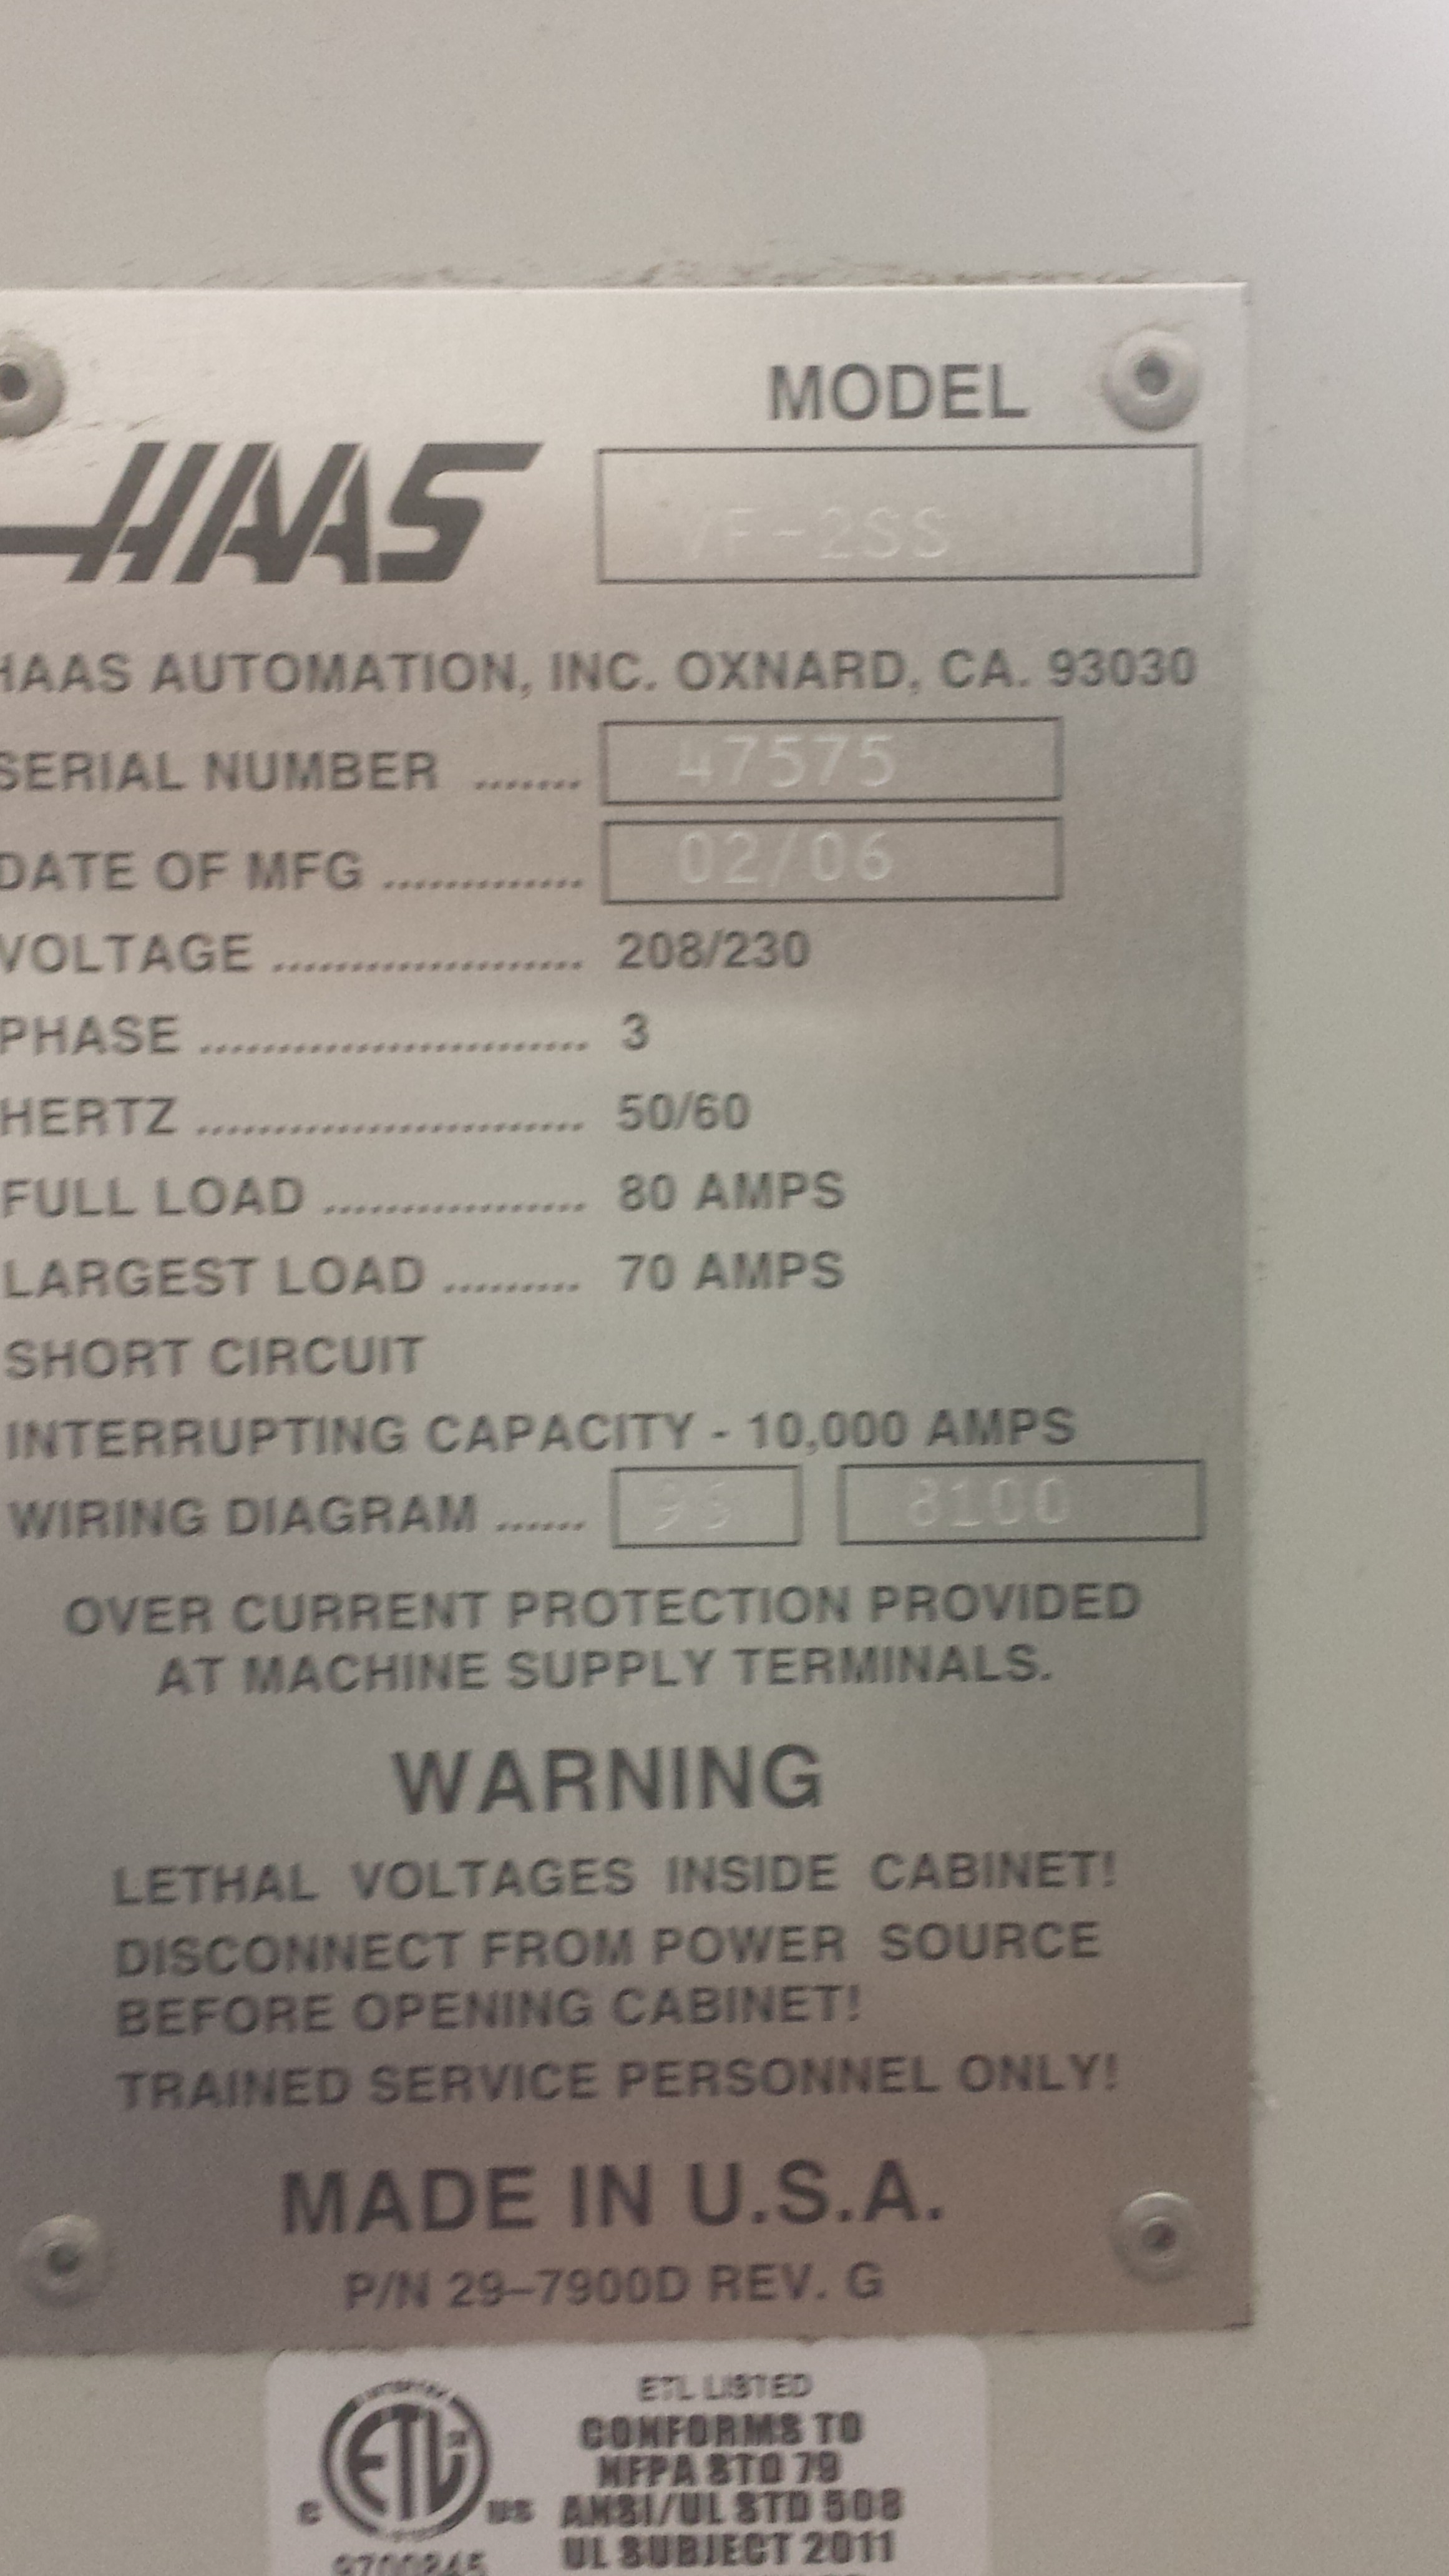 MODEL
HAAS
VF-2SS
HAAS AUTOMATION, INC. OXNARD, CA. 93030
SERIAL NUMBER ....... 47575
DATE OF MFG ............. 02/06
VOLTAGE .................... 208/230
PHASE ......................... 3
HERTZ ......................... 50/60
FULL LOAD ................. 80 AMPS
LARGEST LOAD ......... 70 AMPS
SHORT CIRCUIT
INTERRUPTING CAPACITY - 10,000 AMPS
WIRING DIAGRAM ...... 8100
OVER CURRENT PROTECTION PROVIDED
AT MACHINE SUPPLY TERMINALS.
WARNING
LETHAL VOLTAGES INSIDE CABINET!
DISCONNECT FROM POWER SOURCE
BEFORE OPENING CABINET!
TRAINED SERVICE PERSONNEL ONLY!
MADE IN U.S.A.
P/N 29-7900D REV. G
ETL LISTED
CONFORMS TO
NFPA STD 79
ETL
C US
ANSI/UL STD 508
UL SUBJECT 2011
9700845